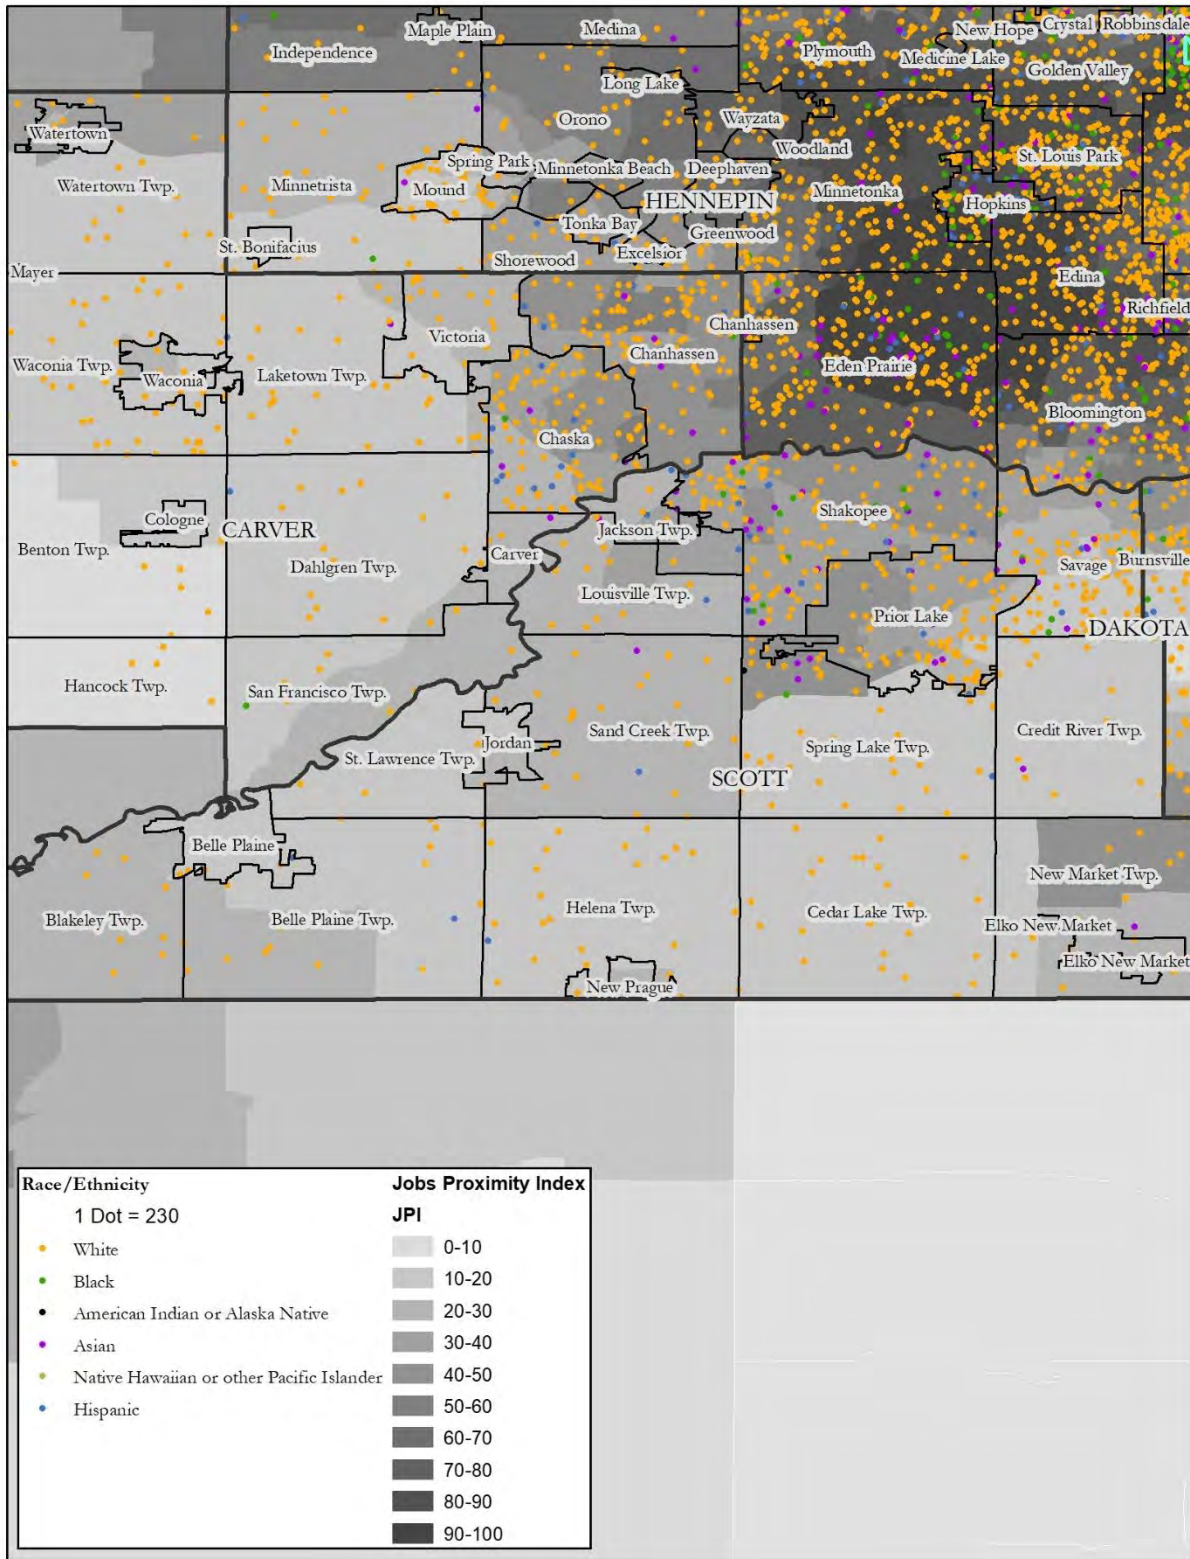 Maple Plain
Medina
New Hope
Crystal
Robbinsdale
Independence
Plymouth
Medicine Lake
Golden Valley
Long Lake
Watertown
Orono
Wayzata
Woodland
St. Louis Park
Watertown Twp.
Minnetrista
Spring Park
Mound
Minnetonka Beach
Deephaven
Minnetonka
Hopkins
HENNEPIN
Tonka Bay
Greenwood
St. Bonifacius
Excelsior
Shorewood
Mayer
Edina
Richfield
Victoria
Chanhassen
Chanhassen
Waconia Twp.
Waconia
Laketown Twp.
Eden Prairie
Bloomington
Chaska
Cologne
CARVER
Shakopee
Jackson Twp.
Benton Twp.
Dahlgren Twp.
Carver
Savage
Burnsville
Louisville Twp.
Prior Lake
DAKOTA
Hancock Twp.
San Francisco Twp.
Sand Creek Twp.
Credit River Twp.
Jordan
St. Lawrence Twp.
Spring Lake Twp.
SCOTT
Belle Plaine
New Market Twp.
Blakeley Twp.
Belle Plaine Twp.
Helena Twp.
Cedar Lake Twp.
Elko New Market
Elko New Market
New Prague
Race/Ethnicity
1 Dot = 230
White
Black
American Indian or Alaska Native
Asian
Native Hawaiian or other Pacific Islander
Hispanic
Jobs Proximity Index
JPI
0-10
10-20
20-30
30-40
40-50
50-60
60-70
70-80
80-90
90-100